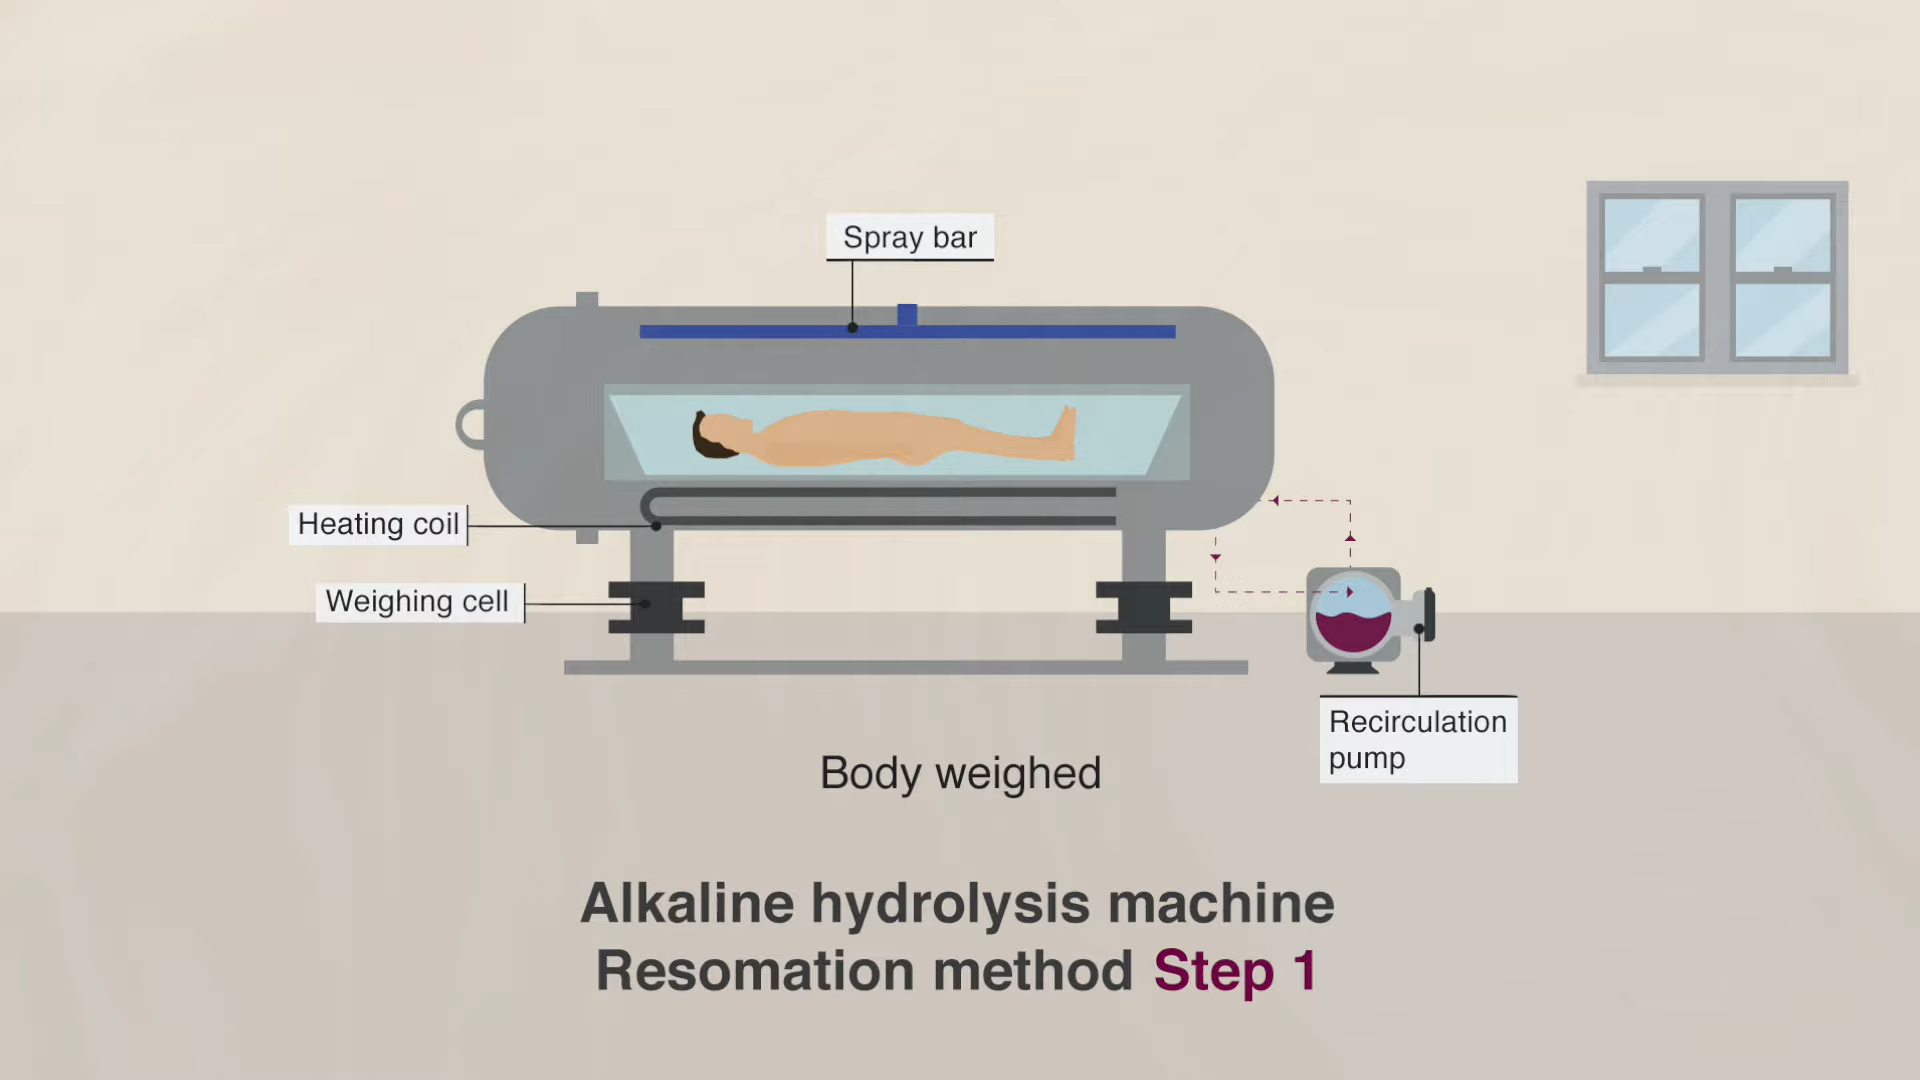 Spray bar
Heating coil
Weighing cell
Recirculation
pump
Body weighed
Alkaline hydrolysis machine
Resomation method Step 1